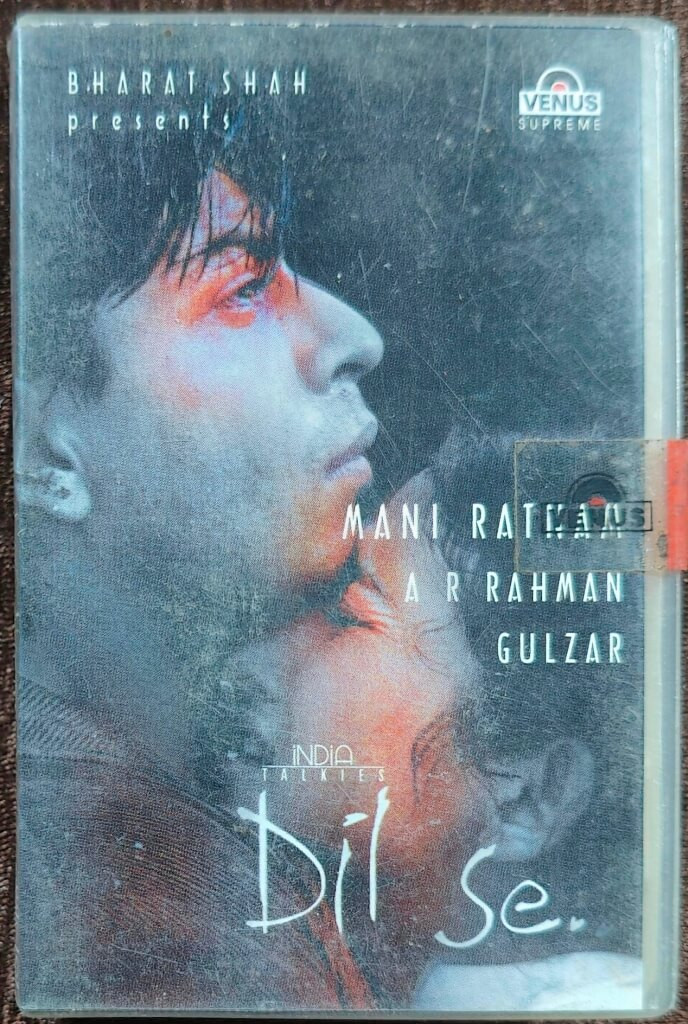 BHARAT SHAH
presents
VENUS
SUPREME
MANI RATNAM
VENUS
A R RAHMAN
GULZAR
iNDiA
TALKIES
Dil se..